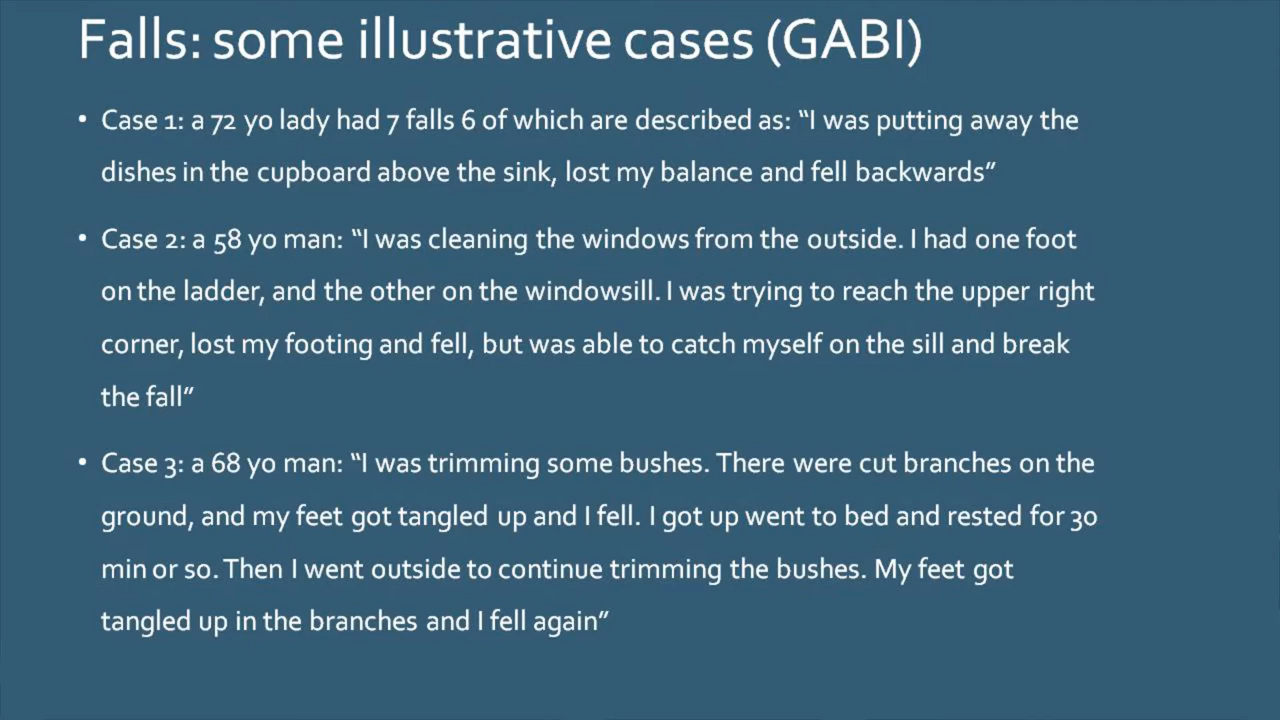 Falls: some illustrative cases (GABI)
• Case 1: a 72 yo lady had 7 falls 6 of which are described as: “I was putting away the
dishes in the cupboard above the sink, lost my balance and fell backwards”
• Case 2: a 58 yo man: “I was cleaning the windows from the outside. I had one foot
on the ladder, and the other on the windowsill. I was trying to reach the upper right
corner, lost my footing and fell, but was able to catch myself on the sill and break
the fall”
• Case 3: a 68 yo man: “I was trimming some bushes. There were cut branches on the
ground, and my feet got tangled up and I fell. I got up went to bed and rested for 30
min or so. Then I went outside to continue trimming the bushes. My feet got
tangled up in the branches and I fell again”